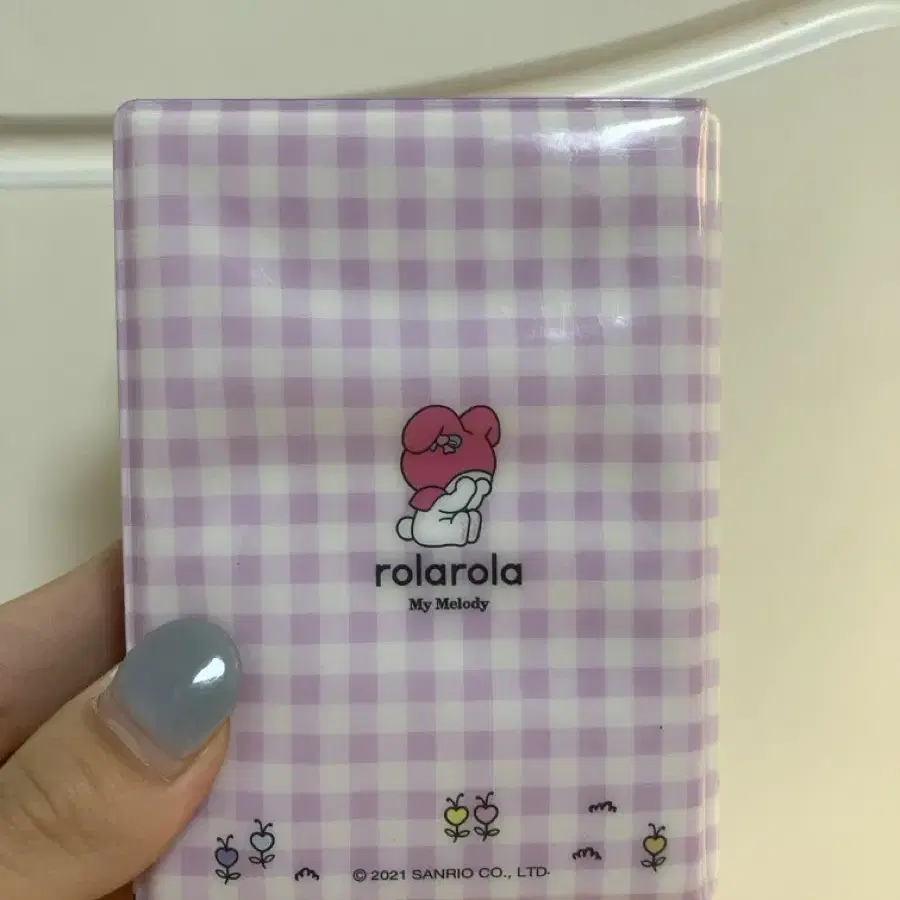 rolarola
My Melody
© 2021 SANRIO CO., LTD.